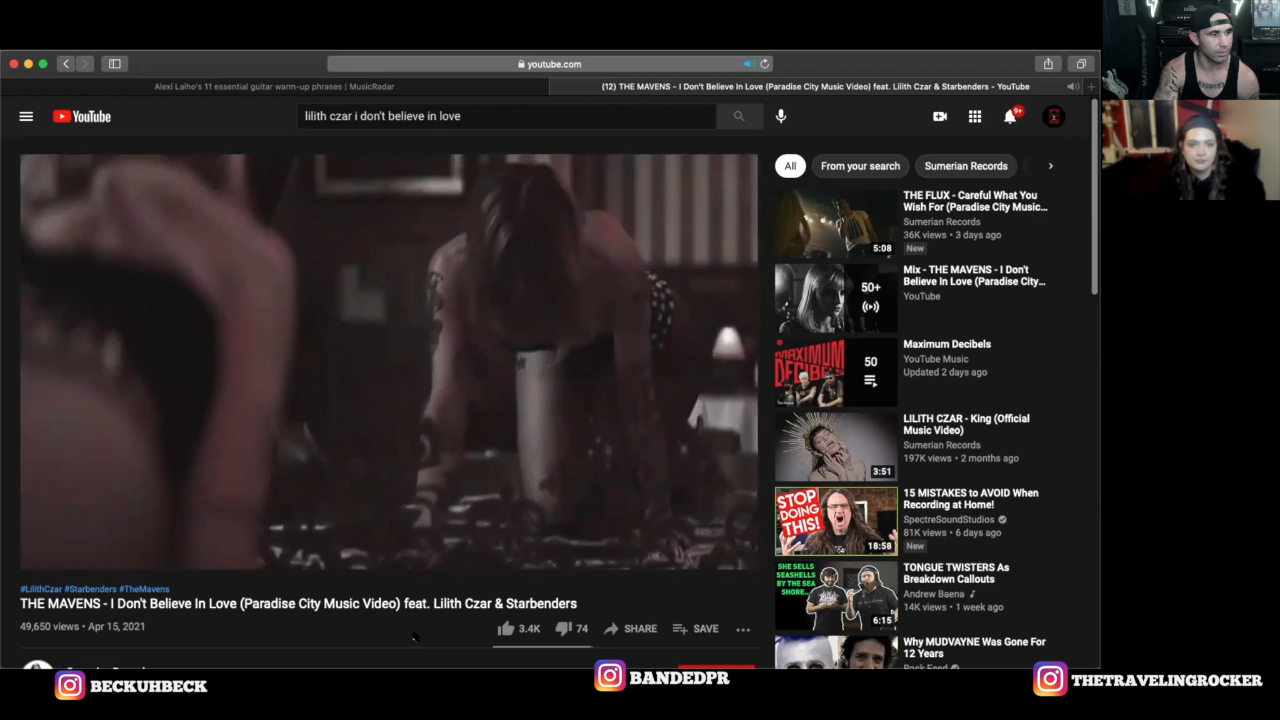 youtube.com
Alexi Laiho's 11 essential guitar warm-up phrases | MusicRadar
(12) THE MAVENS - I Don't Believe In Love (Paradise City Music Video) feat. Lilith Czar & Starbenders - YouTube
YouTube
lilith czar i don't believe in love
9+
All
From your search
Sumerian Records
THE FLUX - Careful What You
Wish For (Paradise City Music...
Sumerian Records
36K views • 3 days ago
New
5:08
Mix - THE MAVENS - I Don't
Believe In Love (Paradise City...
YouTube
50+
Maximum Decibels
YouTube Music
Updated 2 days ago
MAXIMUM
DECIBELS
50
LILITH CZAR - King (Official
Music Video)
Sumerian Records
197K views • 2 months ago
3:51
15 MISTAKES to AVOID When
Recording at Home!
SpectreSoundStudios
81K views • 6 days ago
New
STOP
DOING
THIS!
18:58
TONGUE TWISTERS As
Breakdown Callouts
Andrew Baena
14K views • 1 week ago
SHE SELLS
SEASHELLS
BY THE SEA
SHORE...
6:15
Why MUDVAYNE Was Gone For
12 Years
Rock Feed
#LilithCzar #Starbenders #TheMavens
THE MAVENS - I Don't Believe In Love (Paradise City Music Video) feat. Lilith Czar & Starbenders
49,650 views • Apr 15, 2021
3.4K
74
SHARE
SAVE
BECKUHBECK
BANDEDPR
THETRAVELINGROCKER